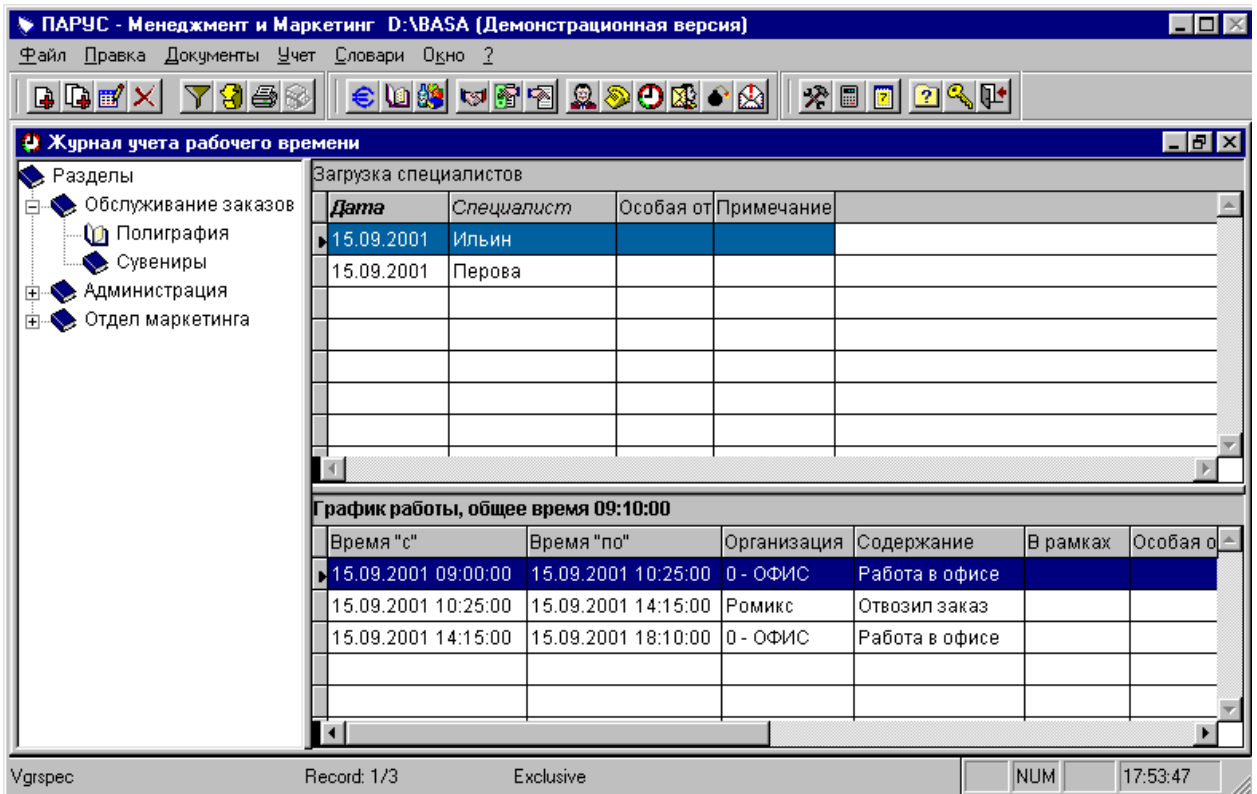 ПАРУС - Менеджмент и Маркетинг D:\BASA (Демонстрационная версия)
Файл Правка Документы Учет Словари Окно ?
Журнал учета рабочего времени
Разделы
Обслуживание заказов
Полиграфия
Сувениры
Администрация
Отдел маркетинга
Загрузка специалистов
Дата Специалист Особая от Примечание
15.09.2001 Ильин
15.09.2001 Перова
График работы, общее время 09:10:00
Время "с" Время "по" Организация Содержание В рамках Особая о
15.09.2001 09:00:00 15.09.2001 10:25:00 0 - ОФИС Работа в офисе
15.09.2001 10:25:00 15.09.2001 14:15:00 Ромикс Отвозил заказ
15.09.2001 14:15:00 15.09.2001 18:10:00 0 - ОФИС Работа в офисе
Vgrspec Record: 1/3 Exclusive NUM 17:53:47